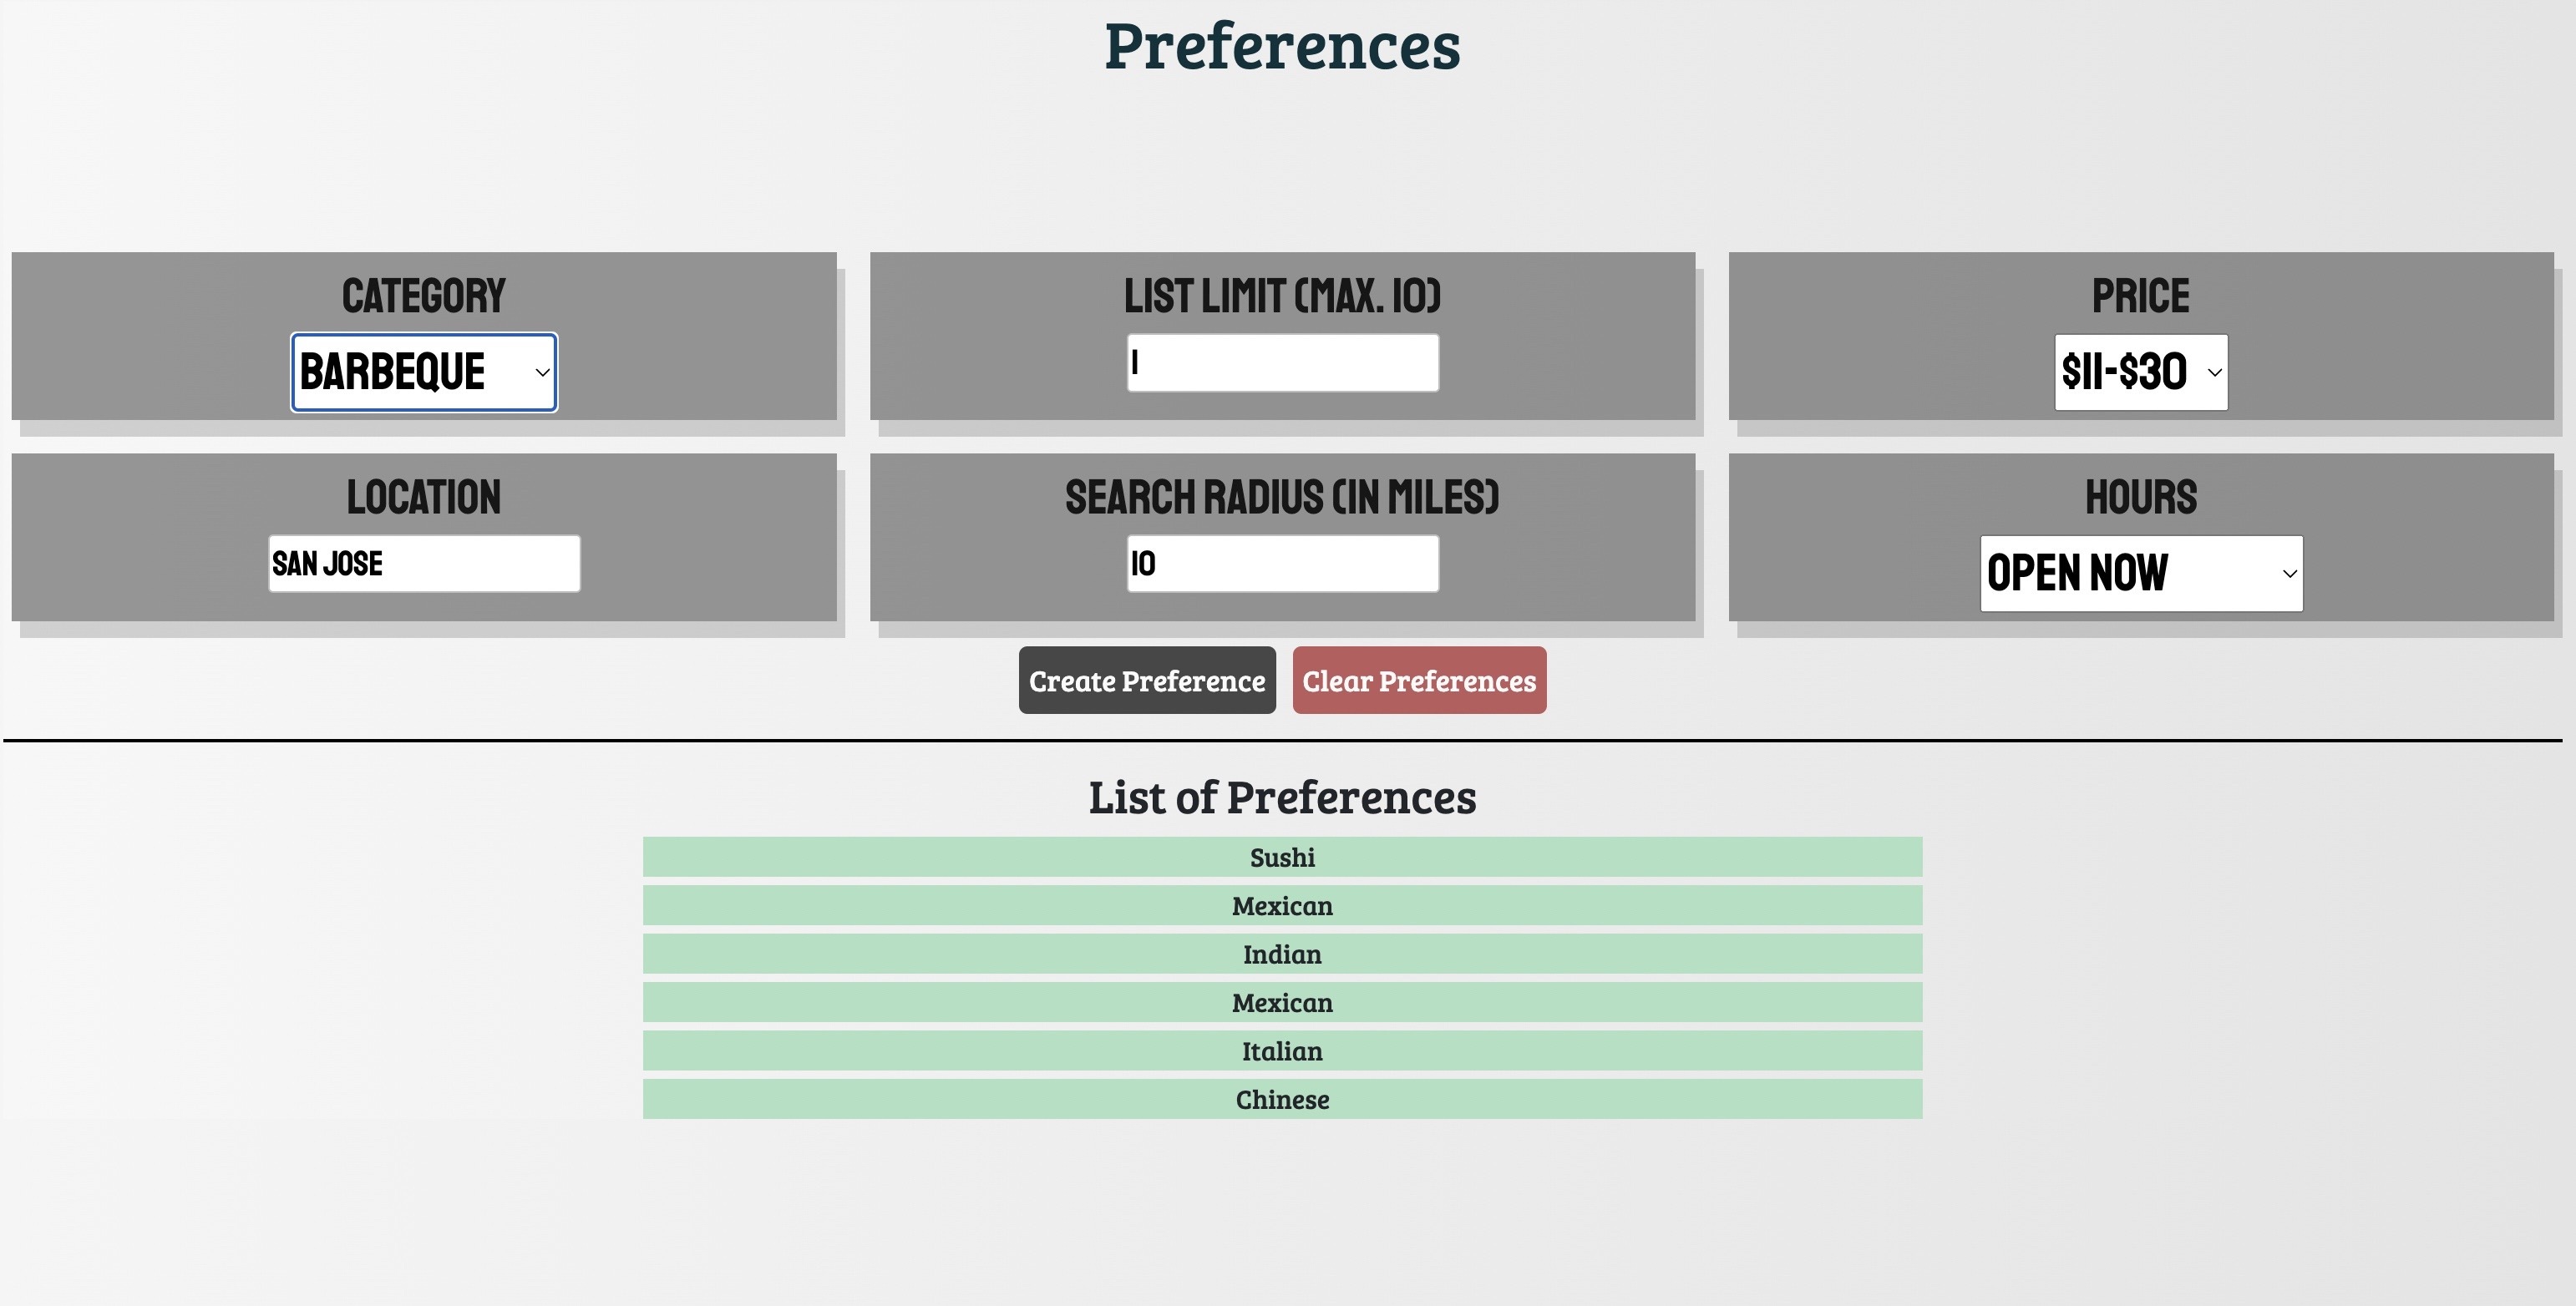 Preferences
CATEGORY
BARBEQUE
LIST LIMIT (MAX. 10)
1
PRICE
$11-$30
LOCATION
SAN JOSE
SEARCH RADIUS (IN MILES)
10
HOURS
OPEN NOW
Create Preference
Clear Preferences
List of Preferences
Sushi
Mexican
Indian
Mexican
Italian
Chinese